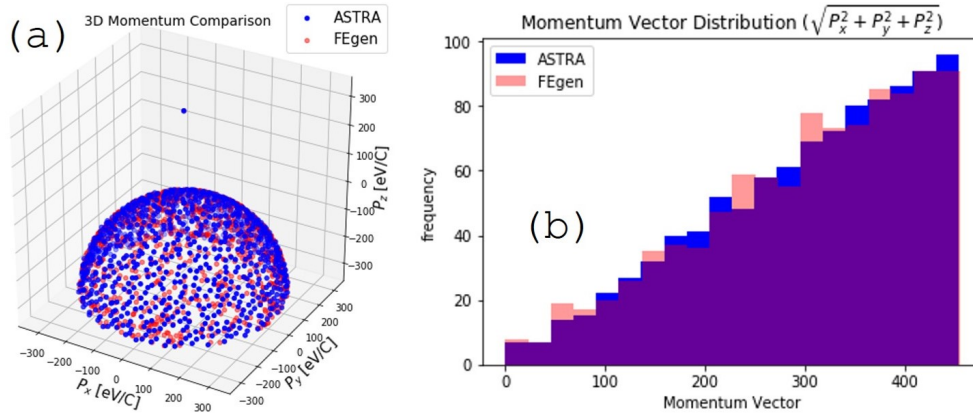 (a)
3D Momentum Comparison
ASTRA
FEgen
300
200
100
0
−100
−200
−300
P_z [eV/C]
−300
−200
−100
0
100
200
300
P_x [eV/C]
−300
−200
−100
0
100
200
300
P_y [eV/C]
Momentum Vector Distribution (√P_x^2 + P_y^2 + P_z^2)
ASTRA
FEgen
(b)
100
80
60
40
20
0
frequency
0
100
200
300
400
Momentum Vector